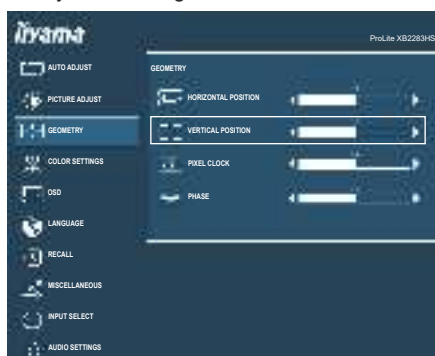 iiyama
ProLite XB2283HS
AUTO ADJUST
PICTURE ADJUST
GEOMETRY
COLOR SETTINGS
OSD
LANGUAGE
RECALL
MISCELLANEOUS
INPUT SELECT
AUDIO SETTINGS
GEOMETRY
HORIZONTAL POSITION
VERTICAL POSITION
PIXEL CLOCK
PHASE